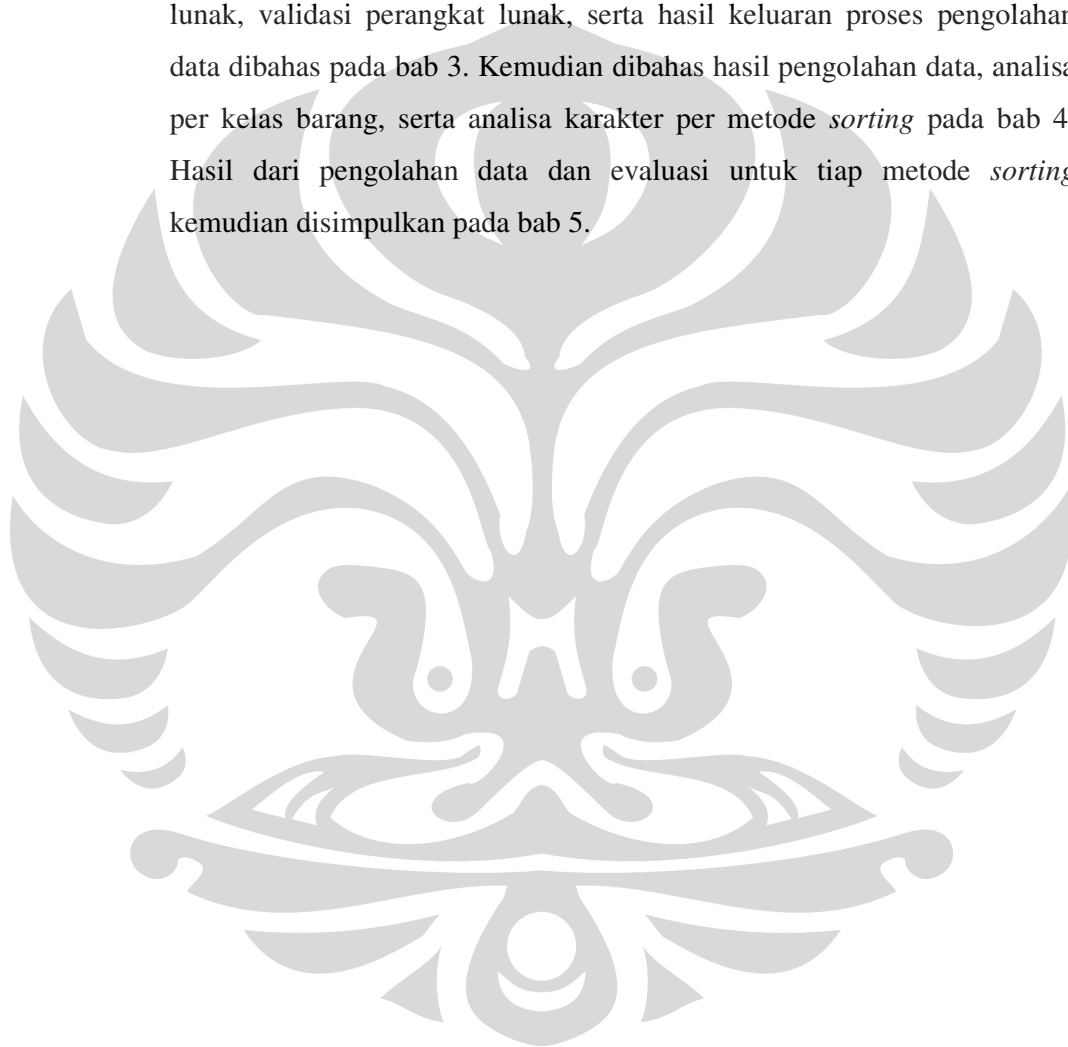 lunak, validasi perangkat lunak, serta hasil keluaran proses pengolahan
data dibahas pada bab 3. Kemudian dibahas hasil pengolahan data, analisa
per kelas barang, serta analisa karakter per metode sorting pada bab 4
Hasil dari pengolahan data dan evaluasi untuk tiap metode sorting
kemudian disimpulkan pada bab 5.